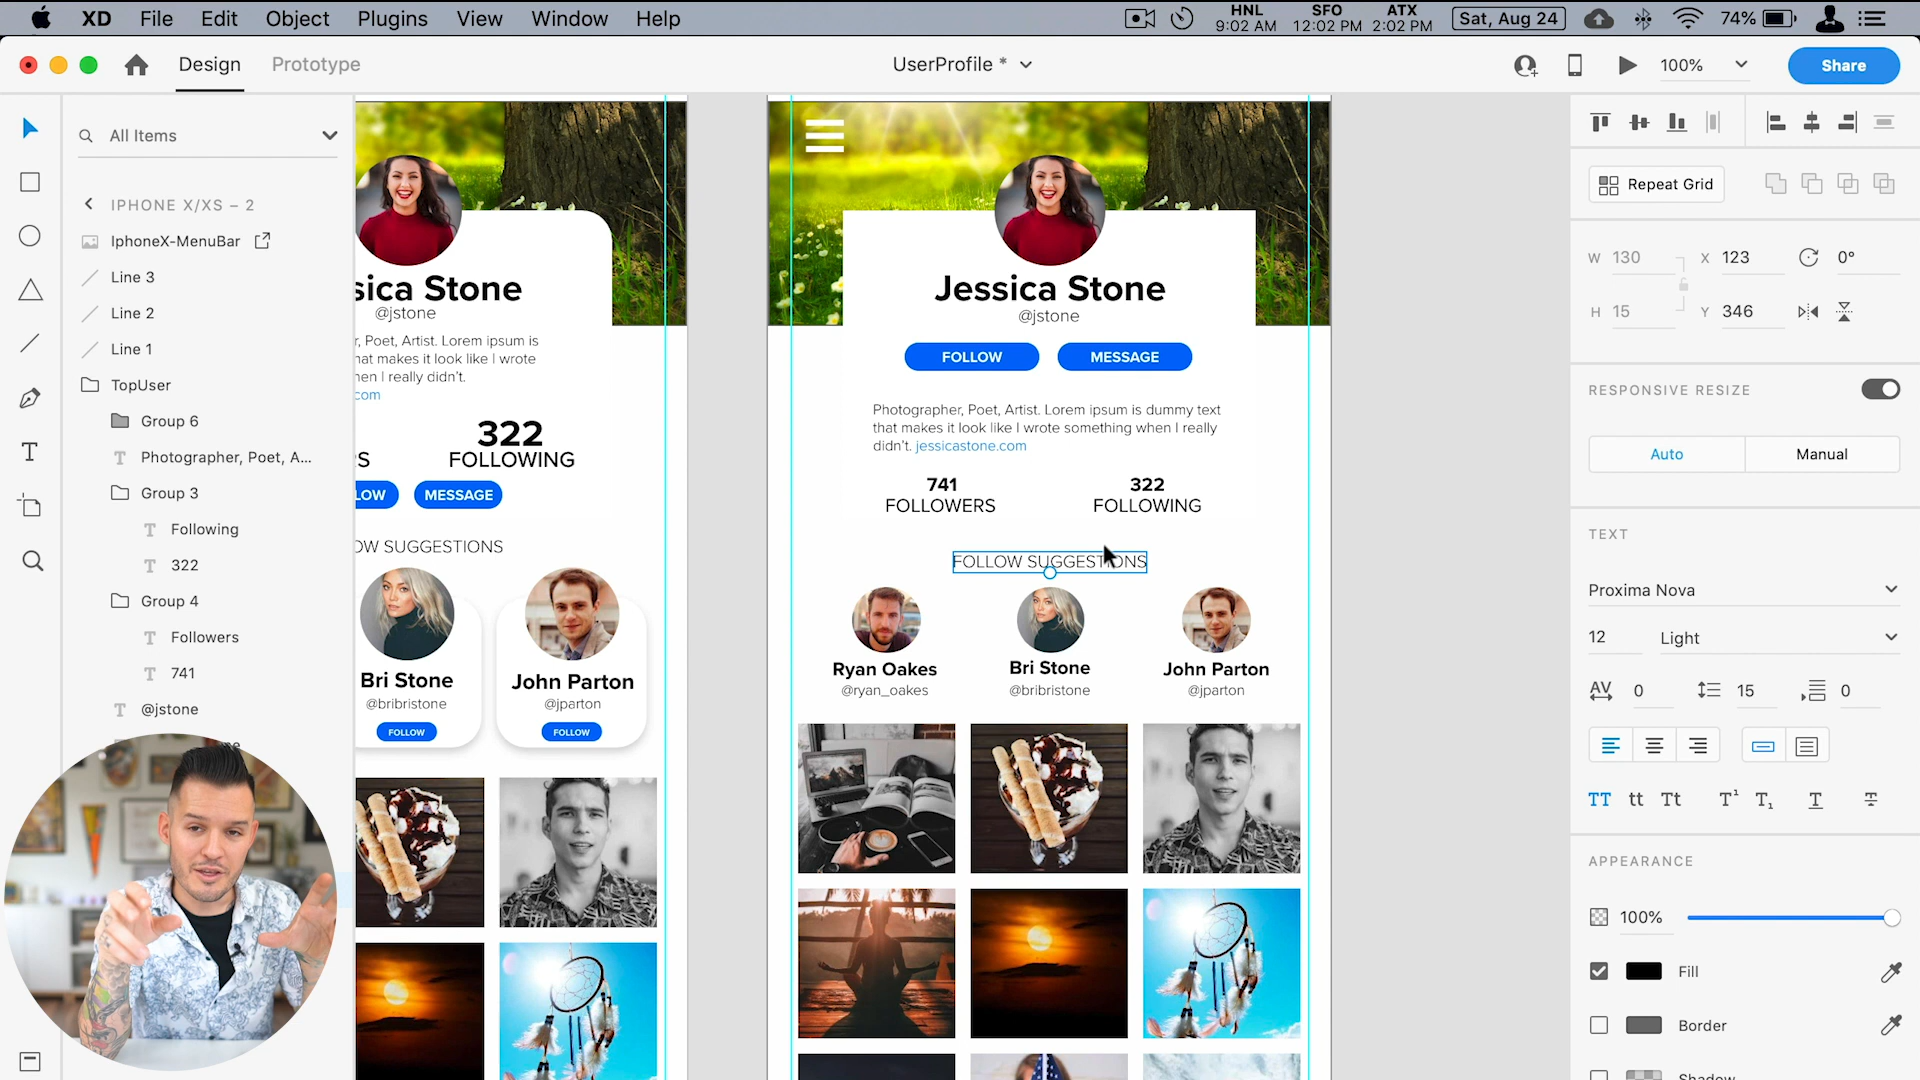 XD File Edit Object Plugins View Window Help
HNL 9:02 AM SFO 12:02 PM ATX 2:02 PM Sat, Aug 24 74%
Design Prototype UserProfile * 100% Share
All Items
IPHONE X/XS – 2
IphoneX-MenuBar
Line 3
Line 2
Line 1
TopUser
Group 6
Photographer, Poet, A...
Group 3
Following
322
Group 4
Followers
741
@jstone
sica Stone
@jstone
r, Poet, Artist. Lorem ipsum is
hat makes it look like I wrote
hen I really didn't.
com
322
S FOLLOWING
LOW MESSAGE
OW SUGGESTIONS
Bri Stone John Parton
@bribristone @jparton
FOLLOW FOLLOW
Jessica Stone
@jstone
FOLLOW MESSAGE
Photographer, Poet, Artist. Lorem ipsum is dummy text
that makes it look like I wrote something when I really
didn't. jessicastone.com
741 322
FOLLOWERS FOLLOWING
FOLLOW SUGGESTIONS
Ryan Oakes Bri Stone John Parton
@ryan_oakes @bribristone @jparton
Repeat Grid
W 130 X 123 0°
H 15 Y 346
RESPONSIVE RESIZE
Auto Manual
TEXT
Proxima Nova
12 Light
AV 0 15 0
TT tt Tt T¹ T₁ T T
APPEARANCE
100%
Fill
Border
Shadow